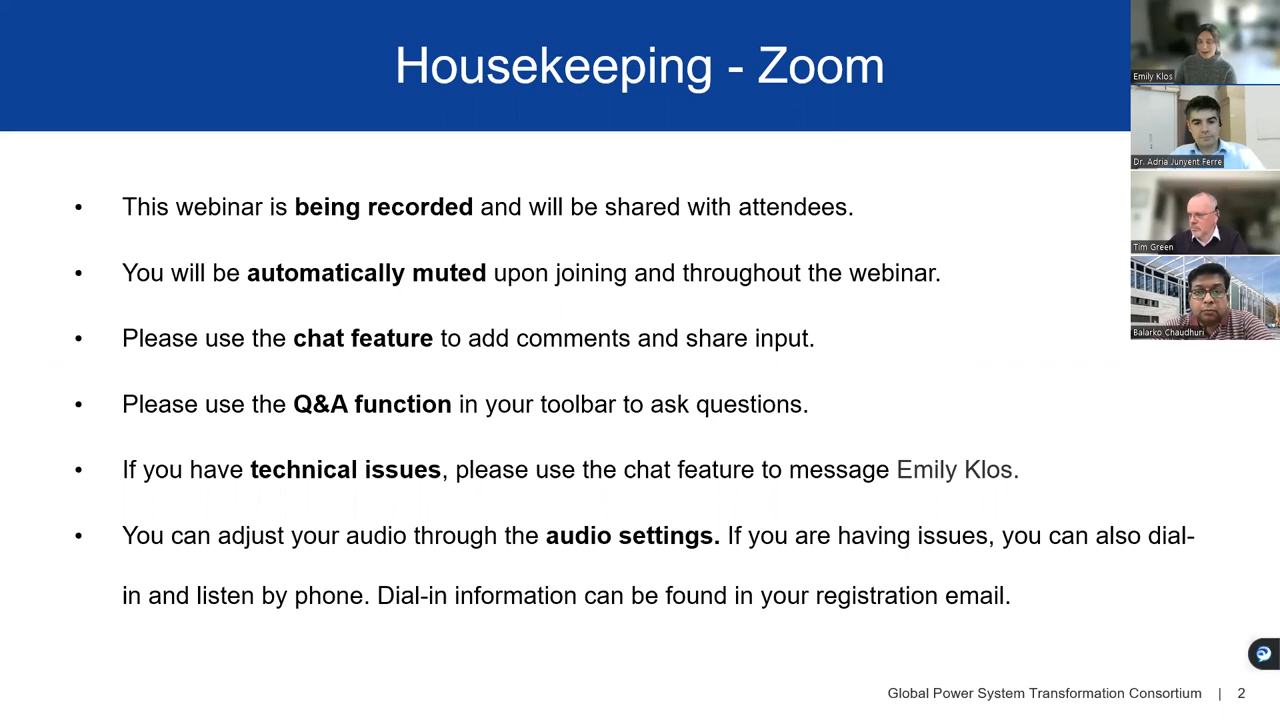 Housekeeping - Zoom
Emily Klos
Dr. Adria Junyent Ferre
Tim Green
Balarko Chaudhuri
• This webinar is being recorded and will be shared with attendees.
• You will be automatically muted upon joining and throughout the webinar.
• Please use the chat feature to add comments and share input.
• Please use the Q&A function in your toolbar to ask questions.
• If you have technical issues, please use the chat feature to message Emily Klos.
• You can adjust your audio through the audio settings. If you are having issues, you can also dial-
in and listen by phone. Dial-in information can be found in your registration email.
Global Power System Transformation Consortium | 2